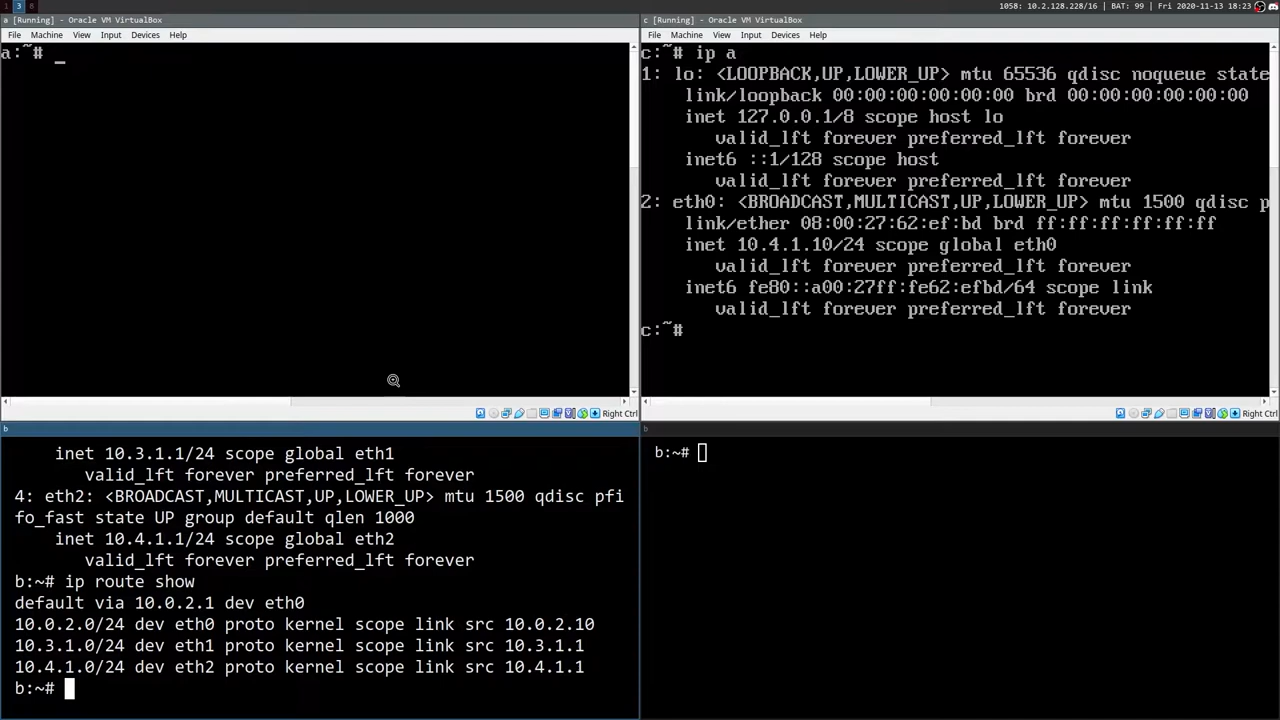 1 3 8
1058: 10.2.128.228/16 | BAT: 99 | Fri 2020-11-13 18:23
a [Running] - Oracle VM VirtualBox
File Machine View Input Devices Help
a:~# _
Right Ctrl
c [Running] - Oracle VM VirtualBox
File Machine View Input Devices Help
c:~# ip a
1: lo: <LOOPBACK,UP,LOWER_UP> mtu 65536 qdisc noqueue state
link/loopback 00:00:00:00:00:00 brd 00:00:00:00:00:00
inet 127.0.0.1/8 scope host lo
valid_lft forever preferred_lft forever
inet6 ::1/128 scope host
valid_lft forever preferred_lft forever
2: eth0: <BROADCAST,MULTICAST,UP,LOWER_UP> mtu 1500 qdisc p
link/ether 08:00:27:62:ef:bd brd ff:ff:ff:ff:ff:ff
inet 10.4.1.10/24 scope global eth0
valid_lft forever preferred_lft forever
inet6 fe80::a00:27ff:fe62:efbd/64 scope link
valid_lft forever preferred_lft forever
c:~#
Right Ctrl
b
inet 10.3.1.1/24 scope global eth1
valid_lft forever preferred_lft forever
4: eth2: <BROADCAST,MULTICAST,UP,LOWER_UP> mtu 1500 qdisc pfi
fo_fast state UP group default qlen 1000
inet 10.4.1.1/24 scope global eth2
valid_lft forever preferred_lft forever
b:~# ip route show
default via 10.0.2.1 dev eth0
10.0.2.0/24 dev eth0 proto kernel scope link src 10.0.2.10
10.3.1.0/24 dev eth1 proto kernel scope link src 10.3.1.1
10.4.1.0/24 dev eth2 proto kernel scope link src 10.4.1.1
b:~#
b
b:~#